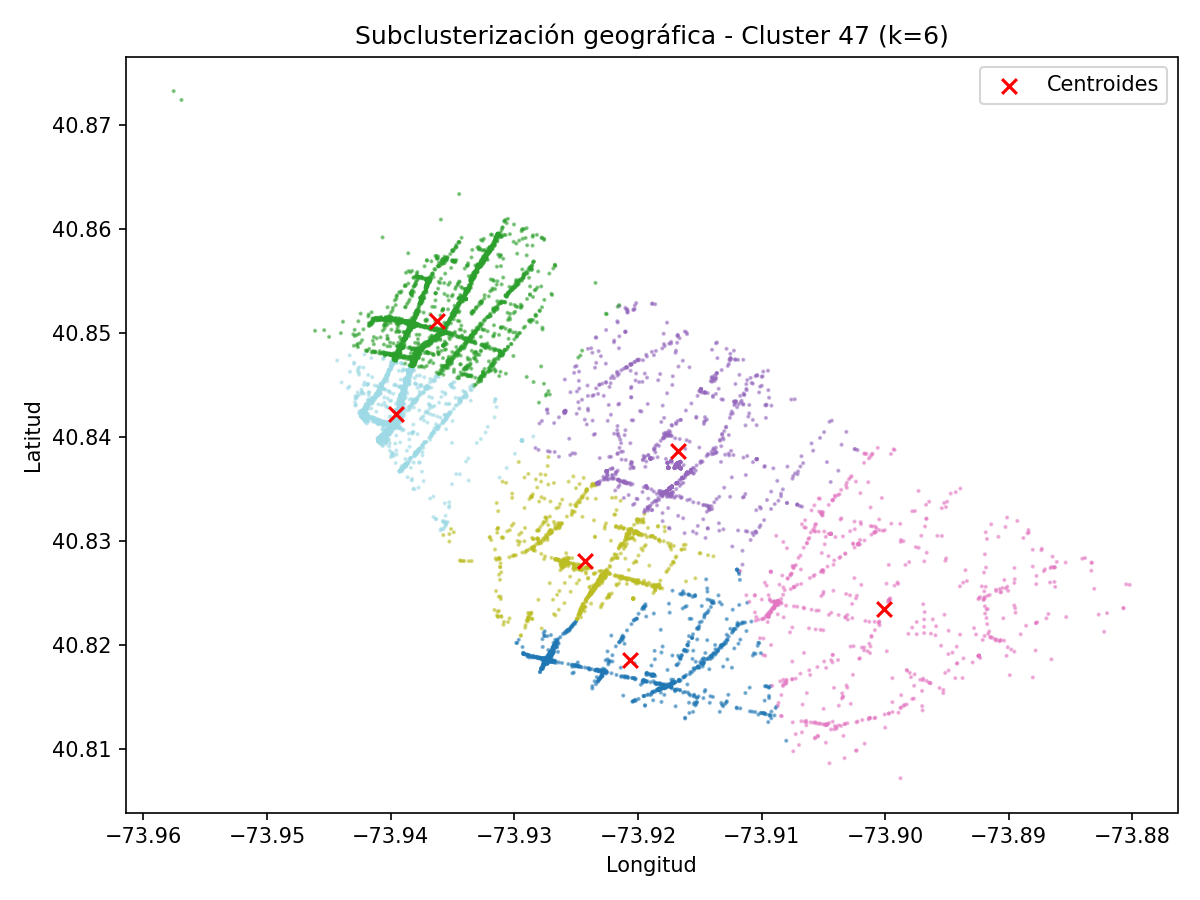 Subclusterización geográfica - Cluster 47 (k=6)
Centroides
40.87
40.86
40.85
40.84
40.83
40.82
40.81
Latitud
−73.96 −73.95 −73.94 −73.93 −73.92 −73.91 −73.90 −73.89 −73.88
Longitud